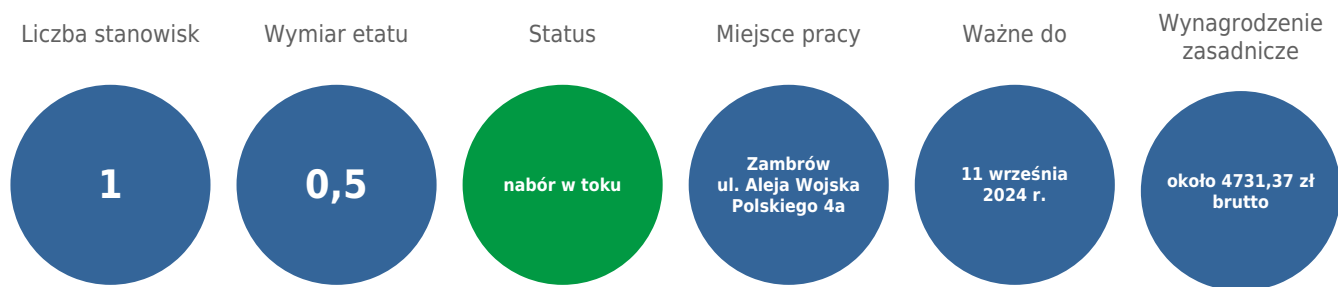 Liczba stanowisk
1
Wymiar etatu
0,5
Status
nabór w toku
Miejsce pracy
Zambrów
ul. Aleja Wojska
Polskiego 4a
Ważne do
11 września
2024 r.
Wynagrodzenie
zasadnicze
około 4731,37 zł
brutto